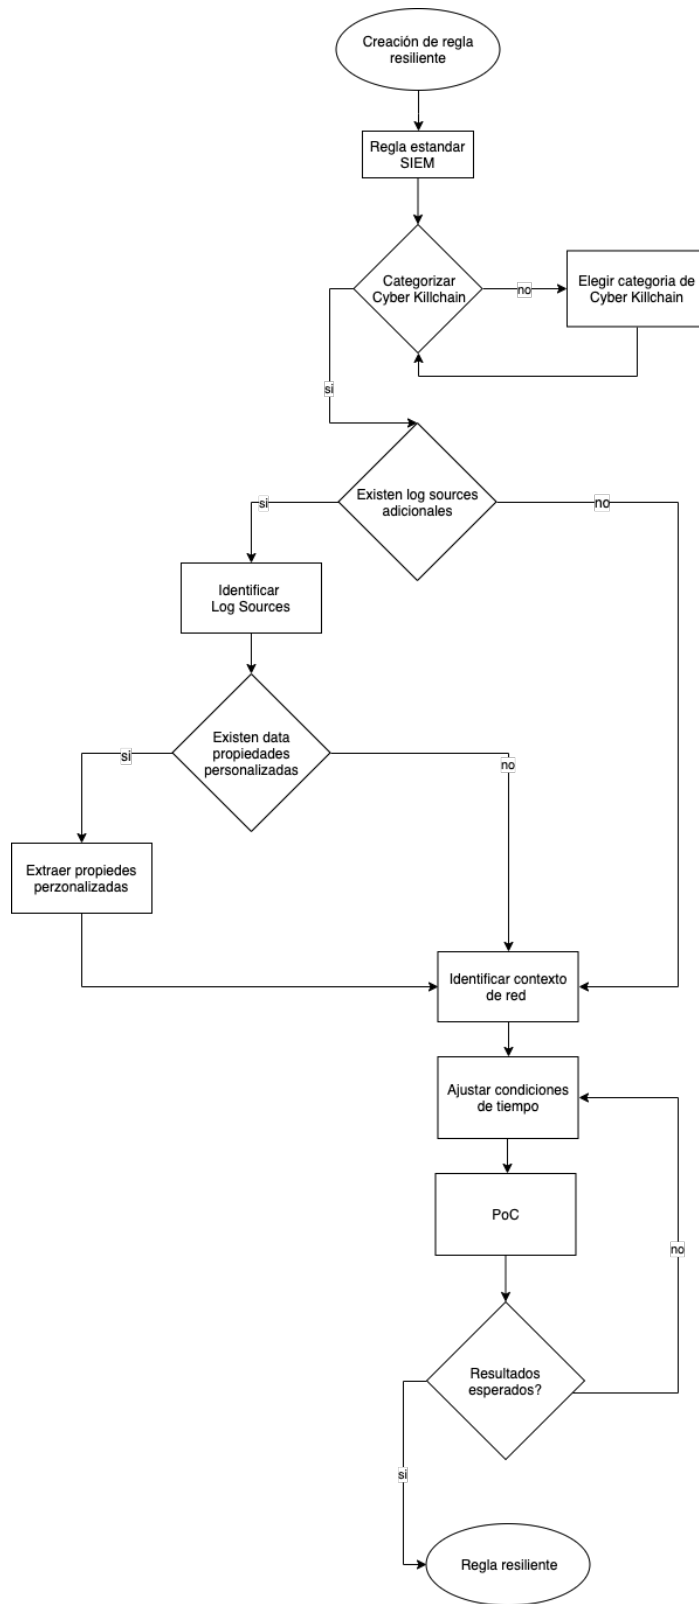 Creación de regla
resiliente
Regla estandar
SIEM
Categorizar
Cyber Killchain
no
Elegir categoria de
Cyber Killchain
si
Existen log sources
adicionales
si
no
Identificar
Log Sources
Existen data
propiedades
personalizadas
si
no
Extraer propiedes
perzonalizadas
Identificar contexto
de red
Ajustar condiciones
de tiempo
PoC
no
Resultados
esperados?
si
Regla resiliente